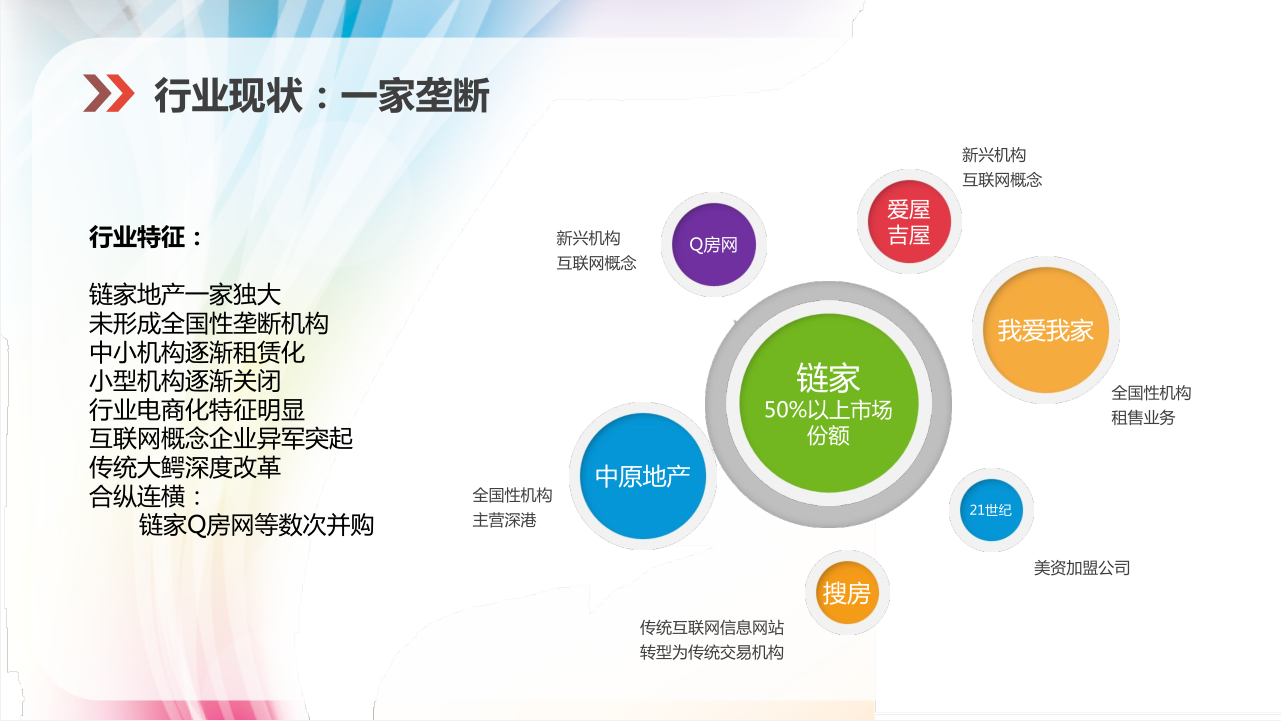 行业现状：一家垄断
行业特征：
链家地产一家独大
未形成全国性垄断机构
中小机构逐渐租赁化
小型机构逐渐关闭
行业电商化特征明显
互联网概念企业异军突起
传统大鳄深度改革
合纵连横：
链家Q房网等数次并购
新兴机构
互联网概念
Q房网
爱屋
吉屋
新兴机构
互联网概念
我爱我家
全国性机构
租售业务
链家
50%以上市场
份额
中原地产
全国性机构
主营深港
21世纪
美资加盟公司
搜房
传统互联网信息网站
转型为传统交易机构